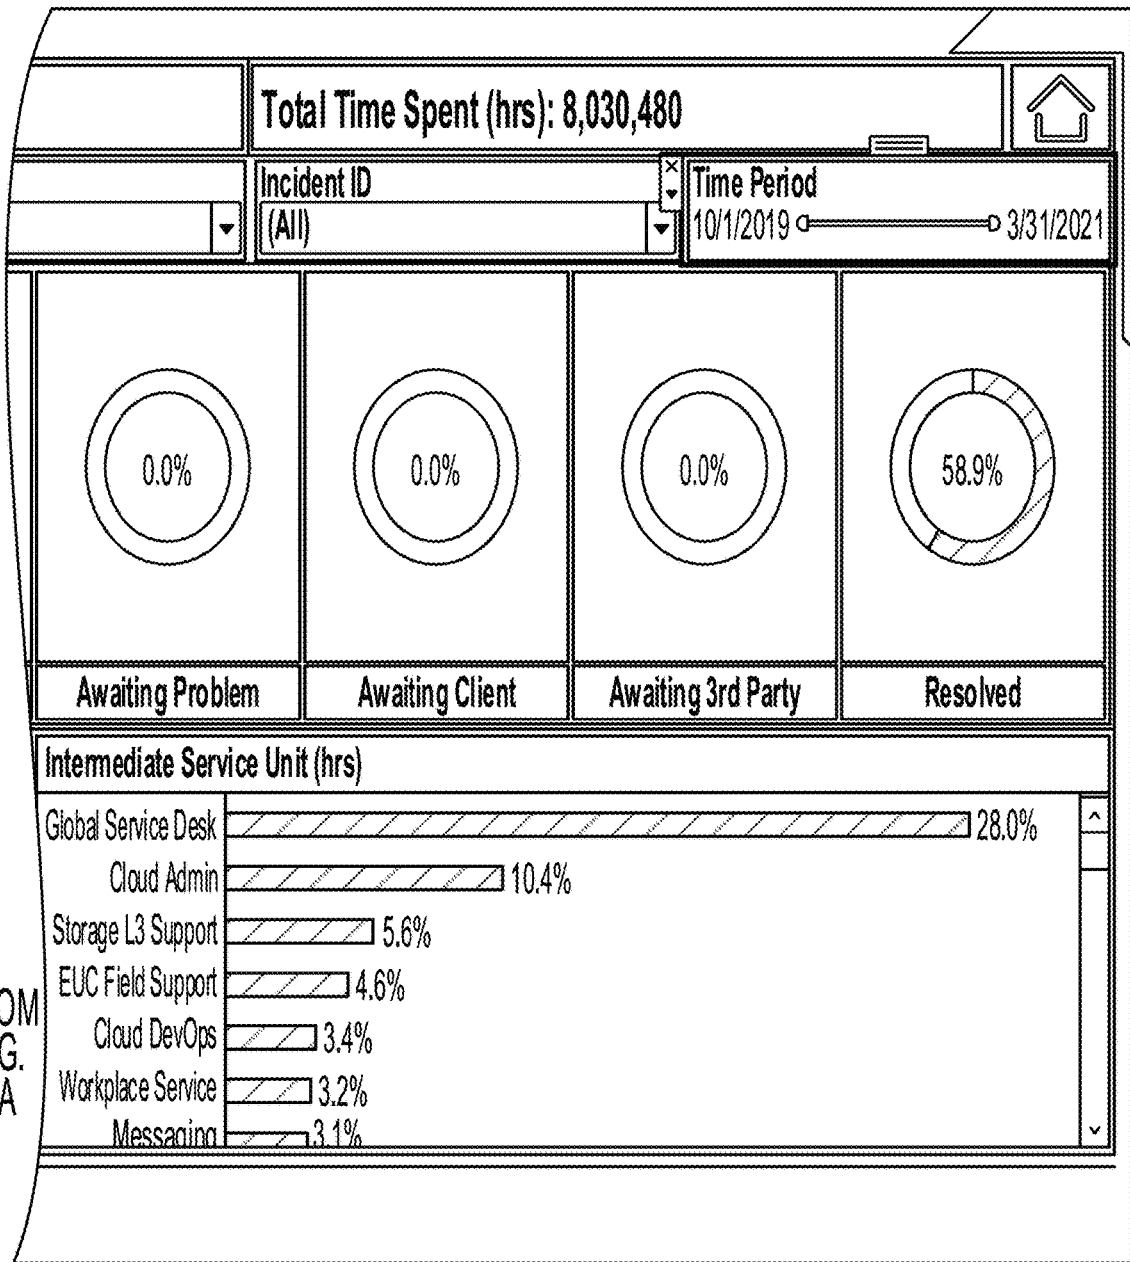 Total Time Spent (hrs): 8,030,480
Incident ID
(All)
Time Period
10/1/2019 3/31/2021
0.0% 0.0% 0.0% 58.9%
Awaiting Problem Awaiting Client Awaiting 3rd Party Resolved
Intermediate Service Unit (hrs)
Global Service Desk 28.0%
Cloud Admin 10.4%
Storage L3 Support 5.6%
EUC Field Support 4.6%
Cloud DevOps 3.4%
Workplace Service 3.2%
Messaging 3.1%
OM
G.
A